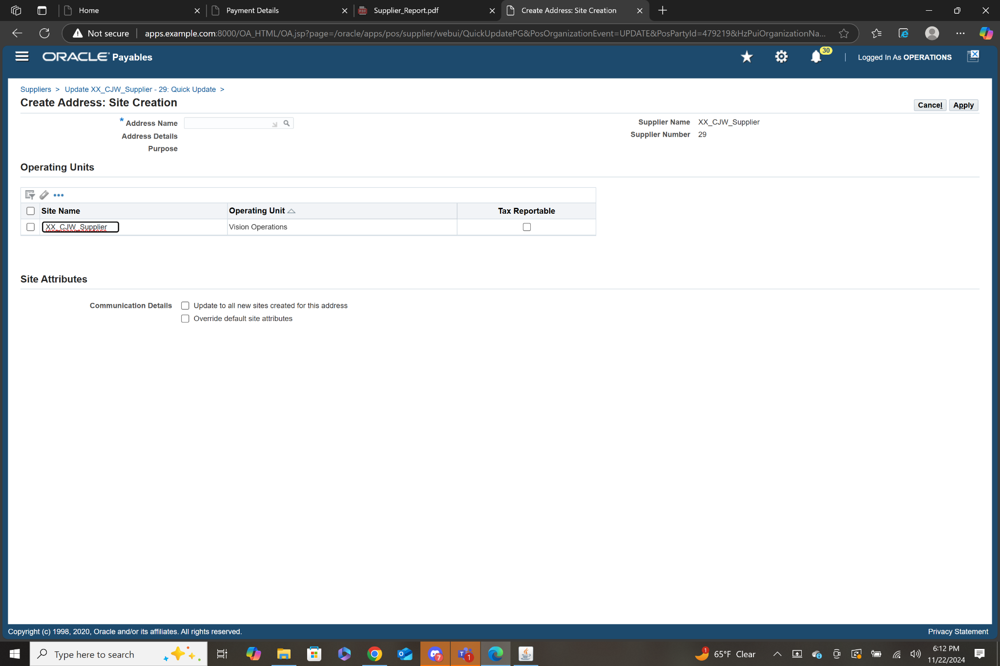 Home
Payment Details
Supplier_Report.pdf
Create Address: Site Creation
Not secure
apps.example.com:8000/OA_HTML/OA.jsp?page=/oracle/apps/pos/supplier/webui/QuickUpdatePG&PosOrganizationEvent=UPDATE&PosPartyId=479219&HzPuiOrganizationNa...
ORACLE Payables
30
Logged In As OPERATIONS
Suppliers > Update XX_CJW_Supplier - 29: Quick Update >
Create Address: Site Creation
Cancel
Apply
* Address Name
Address Details
Purpose
Supplier Name XX_CJW_Supplier
Supplier Number 29
Operating Units
Site Name
Operating Unit
Tax Reportable
XX_CJW_Supplier
Vision Operations
Site Attributes
Communication Details
Update to all new sites created for this address
Override default site attributes
Copyright (c) 1998, 2020, Oracle and/or its affiliates. All rights reserved.
Privacy Statement
Type here to search
7
1
1
65°F Clear
6:12 PM
11/22/2024